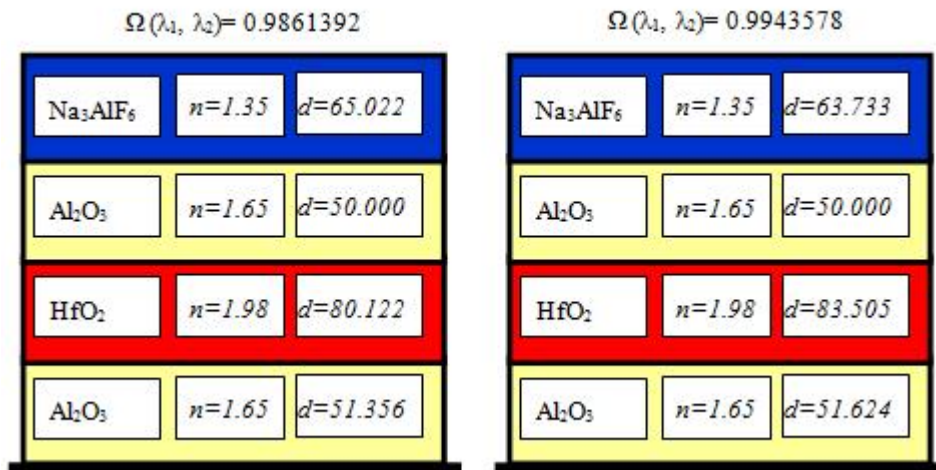 Ω(λ₁, λ₂)= 0.9861392
Na₃AlF₆ n=1.35 d=65.022
Al₂O₃ n=1.65 d=50.000
HfO₂ n=1.98 d=80.122
Al₂O₃ n=1.65 d=51.356
Ω(λ₁, λ₂)= 0.9943578
Na₃AlF₆ n=1.35 d=63.733
Al₂O₃ n=1.65 d=50.000
HfO₂ n=1.98 d=83.505
Al₂O₃ n=1.65 d=51.624